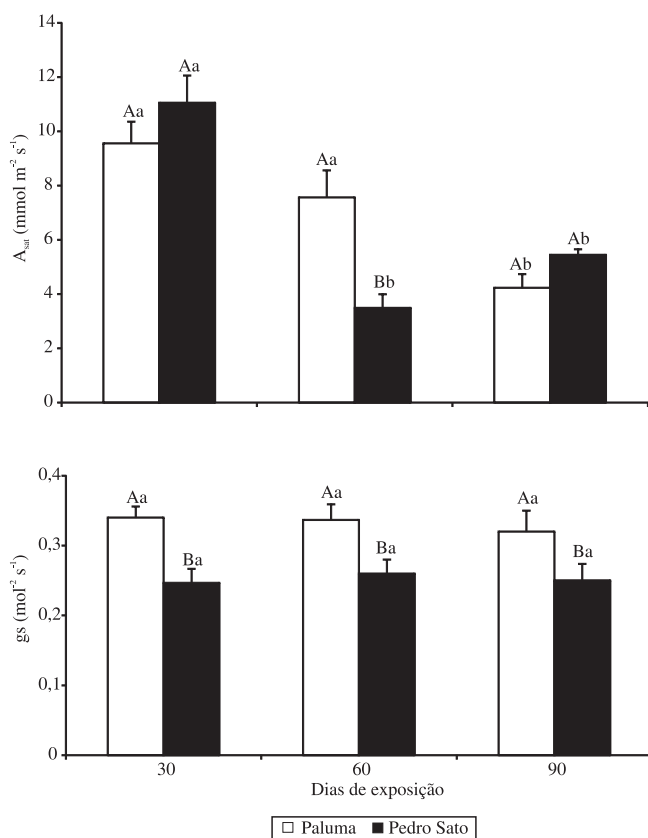 14
12
10
8
6
4
2
0
A_sat (mmol m⁻² s⁻¹)
Aa
Aa
Aa
Bb
Ab
Ab
0,4
0,3
0,2
0,1
0
gs (mol⁻² s⁻¹)
Aa
Ba
Aa
Ba
Aa
Ba
30
60
90
Dias de exposição
Paluma
Pedro Sato